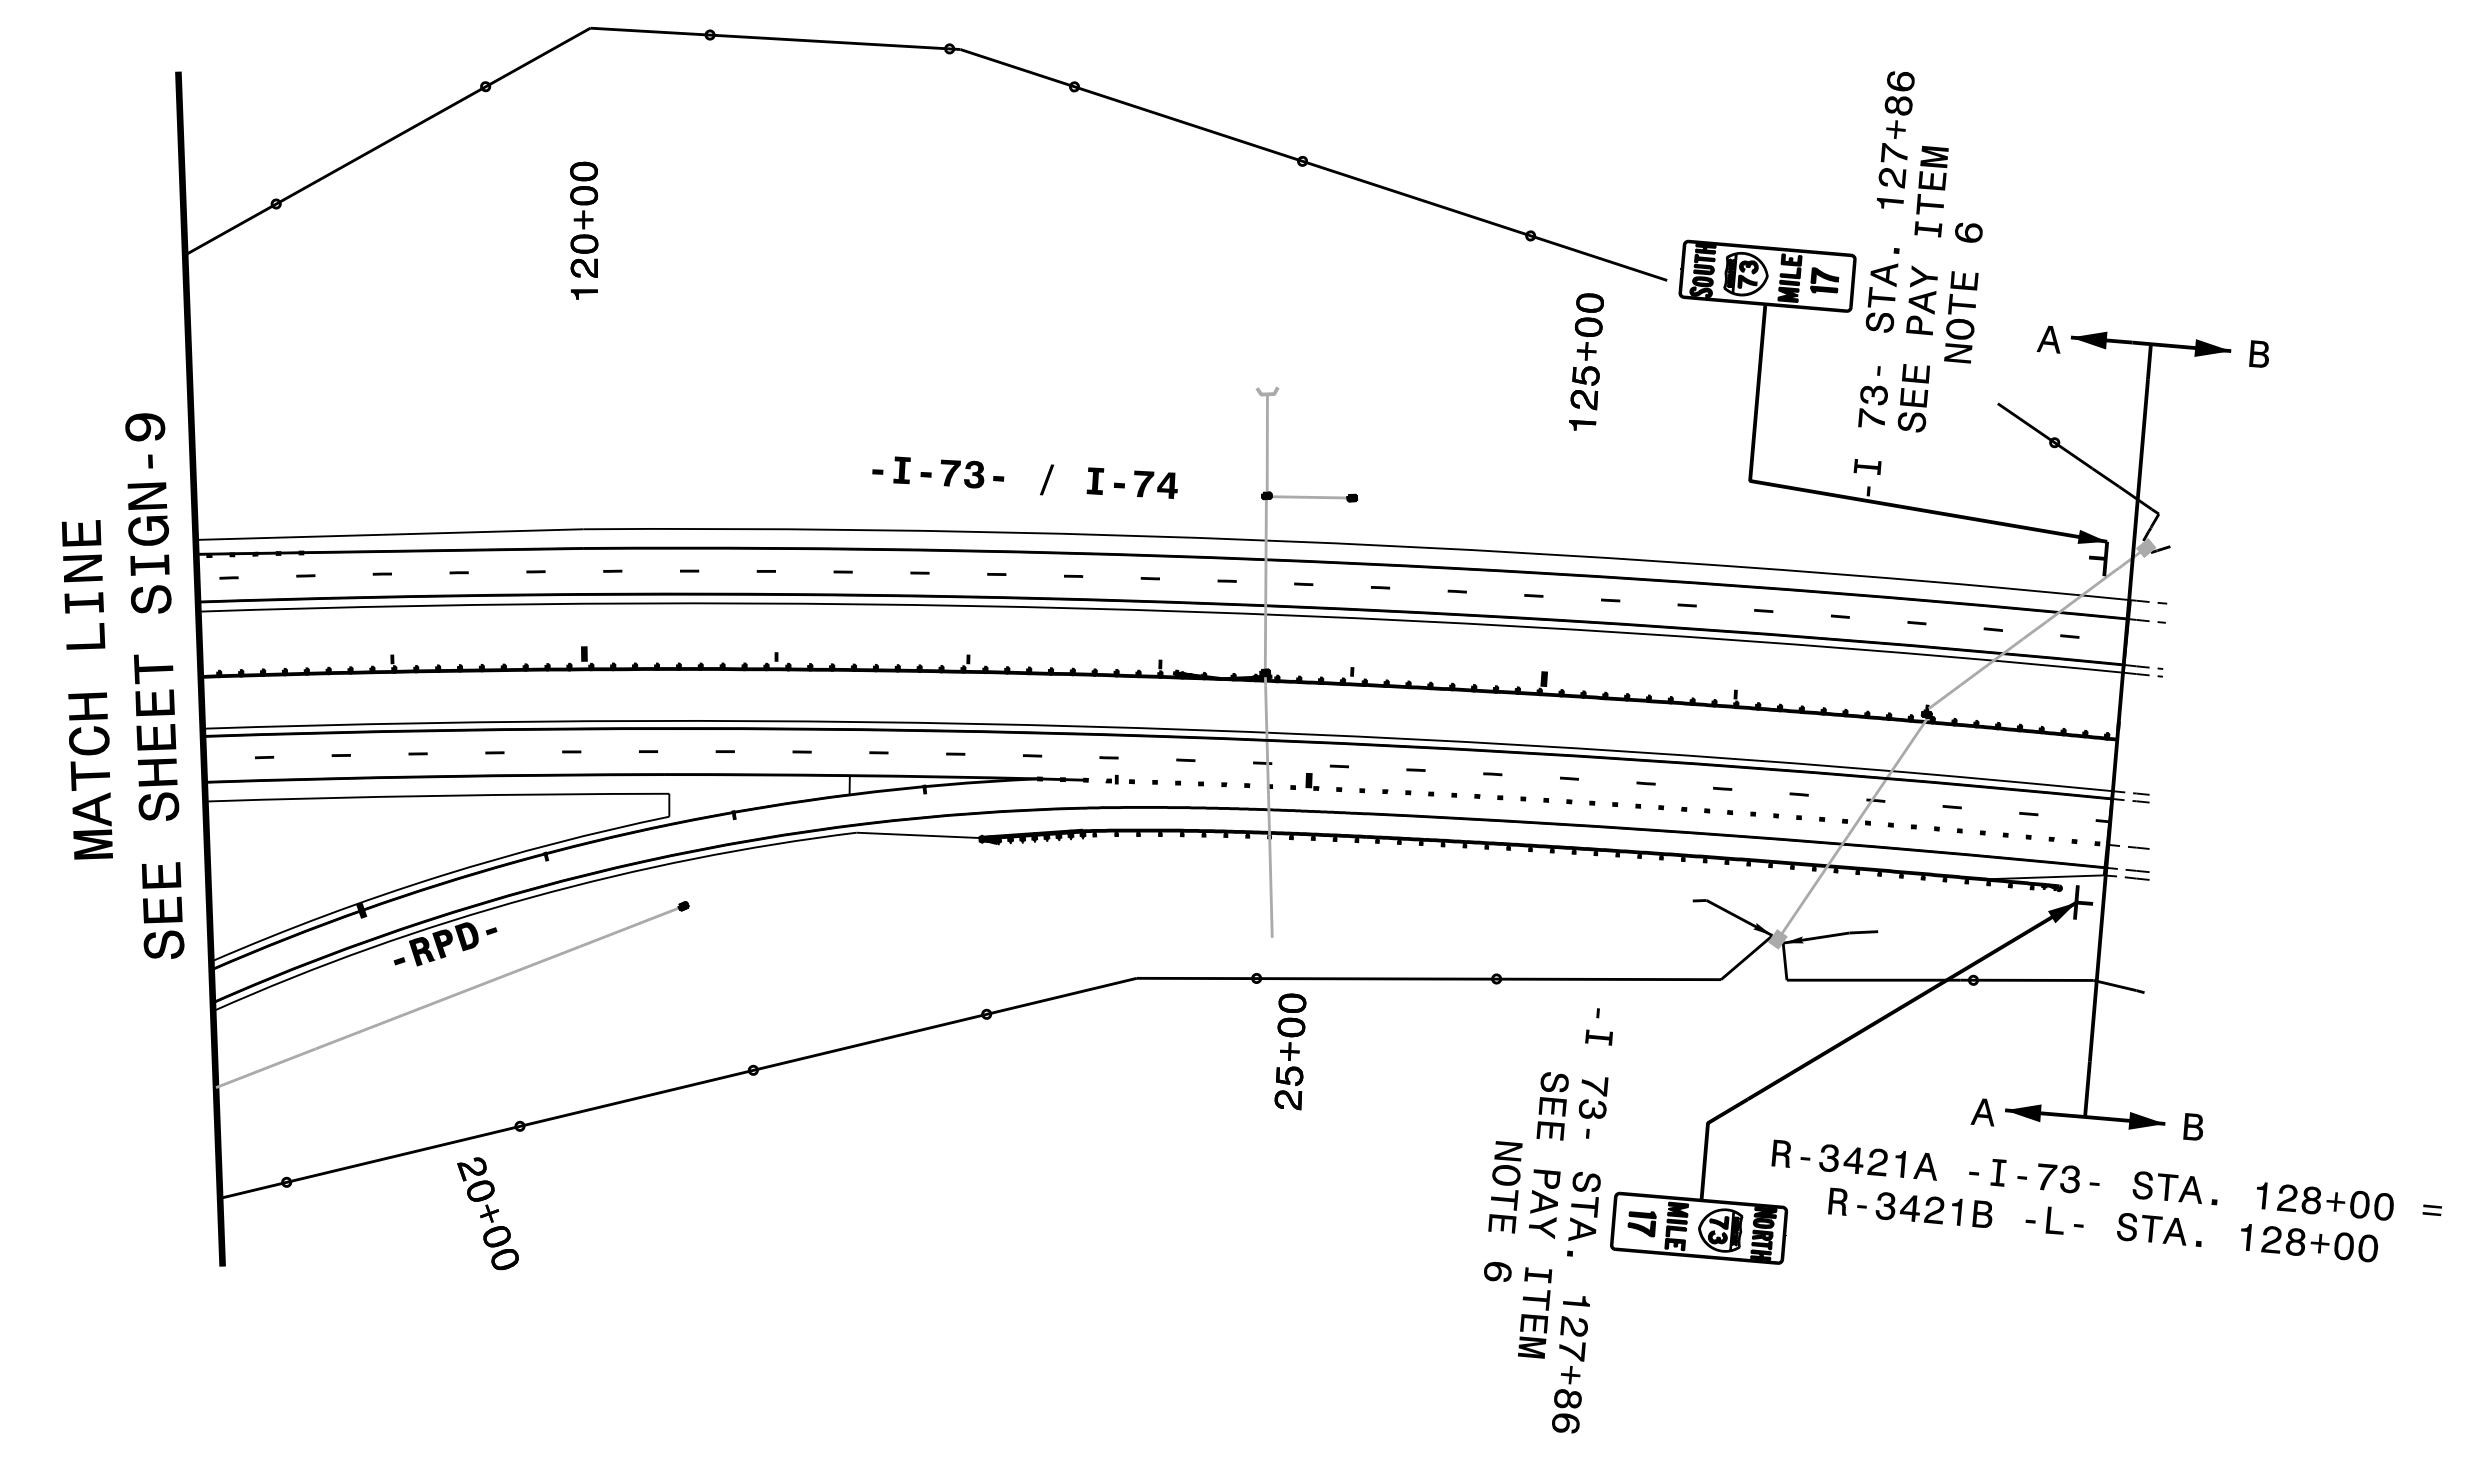 MATCH LINE
SEE SHEET SIGN-9
120+00
-I-73- / I-74
125+00
SOUTH
73
MILE
17
-I 73- STA. 127+86
SEE PAY ITEM
NOTE 6
A
B
-RPD-
20+00
25+00
-I 73- STA. 127+86
SEE PAY ITEM
NOTE 6
NORTH
73
MILE
17
A
B
R-3421A -I-73- STA. 128+00 =
R-3421B -L- STA. 128+00